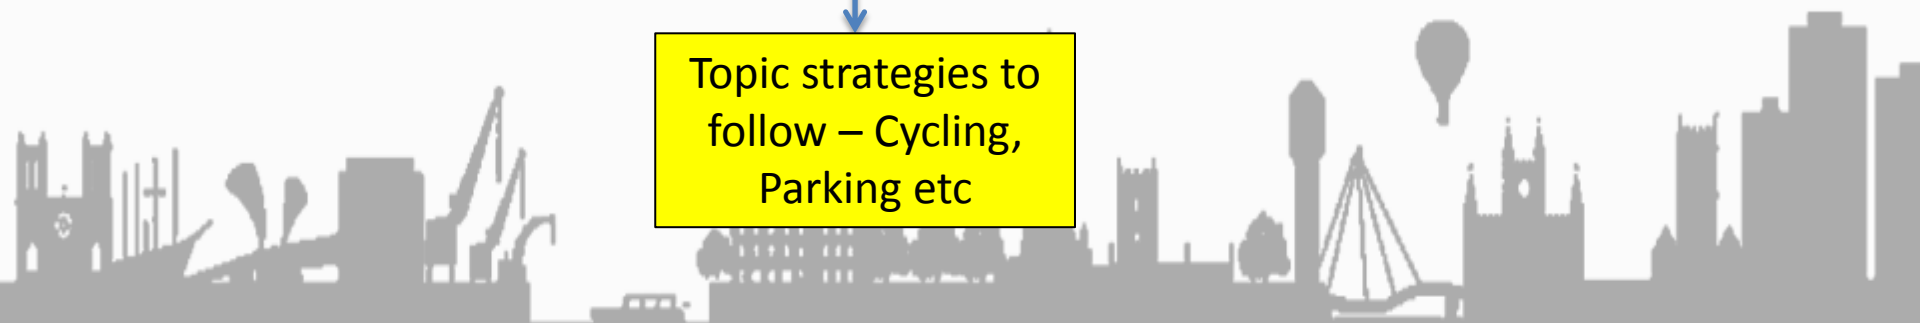 Topic strategies to
follow – Cycling,
Parking etc